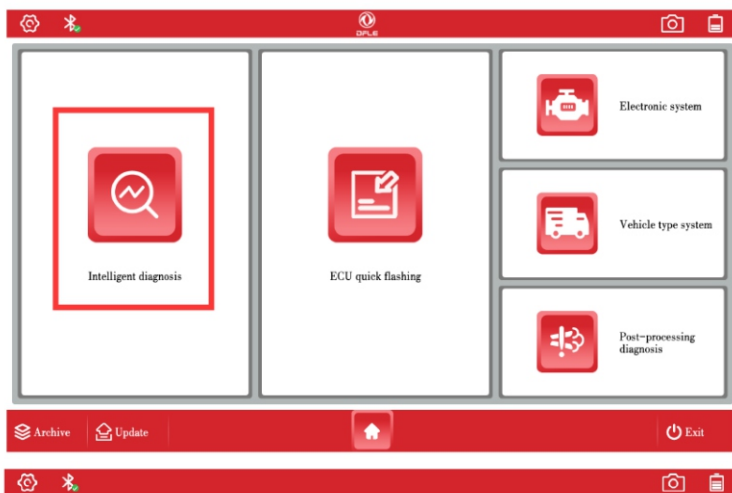 DFLE
Intelligent diagnosis
ECU quick flashing
Electronic system
Vehicle type system
Post-processing
diagnosis
Archive
Update
Exit